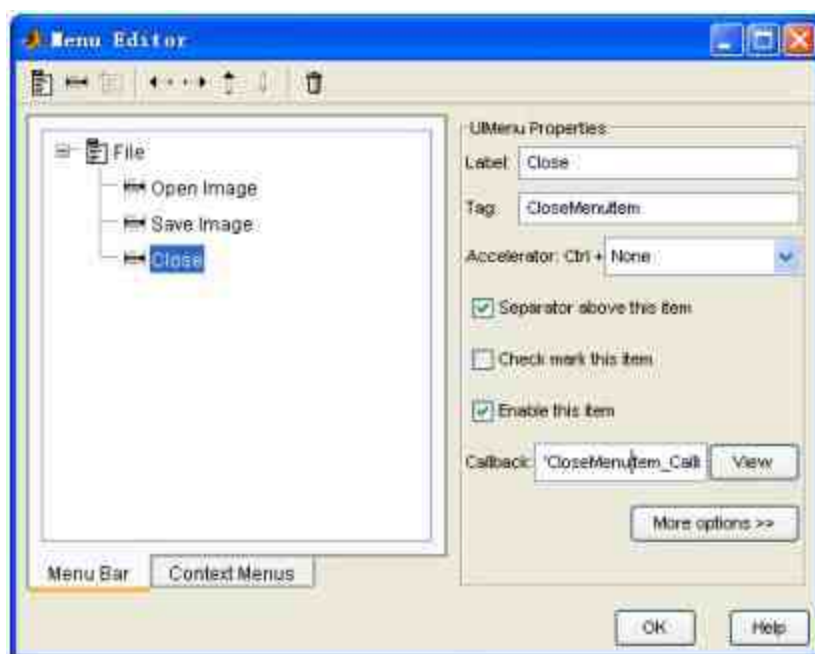 Menu Editor
File
Open Image
Save Image
Close
Menu Bar
Context Menus
UIMenu Properties
Label: Close
Tag: CloseMenuItem
Accelerator: Ctrl + None
Separator above this item
Check mark this item
Enable this item
Callback: 'CloseMenuItem_Call View
More options >>
OK
Help